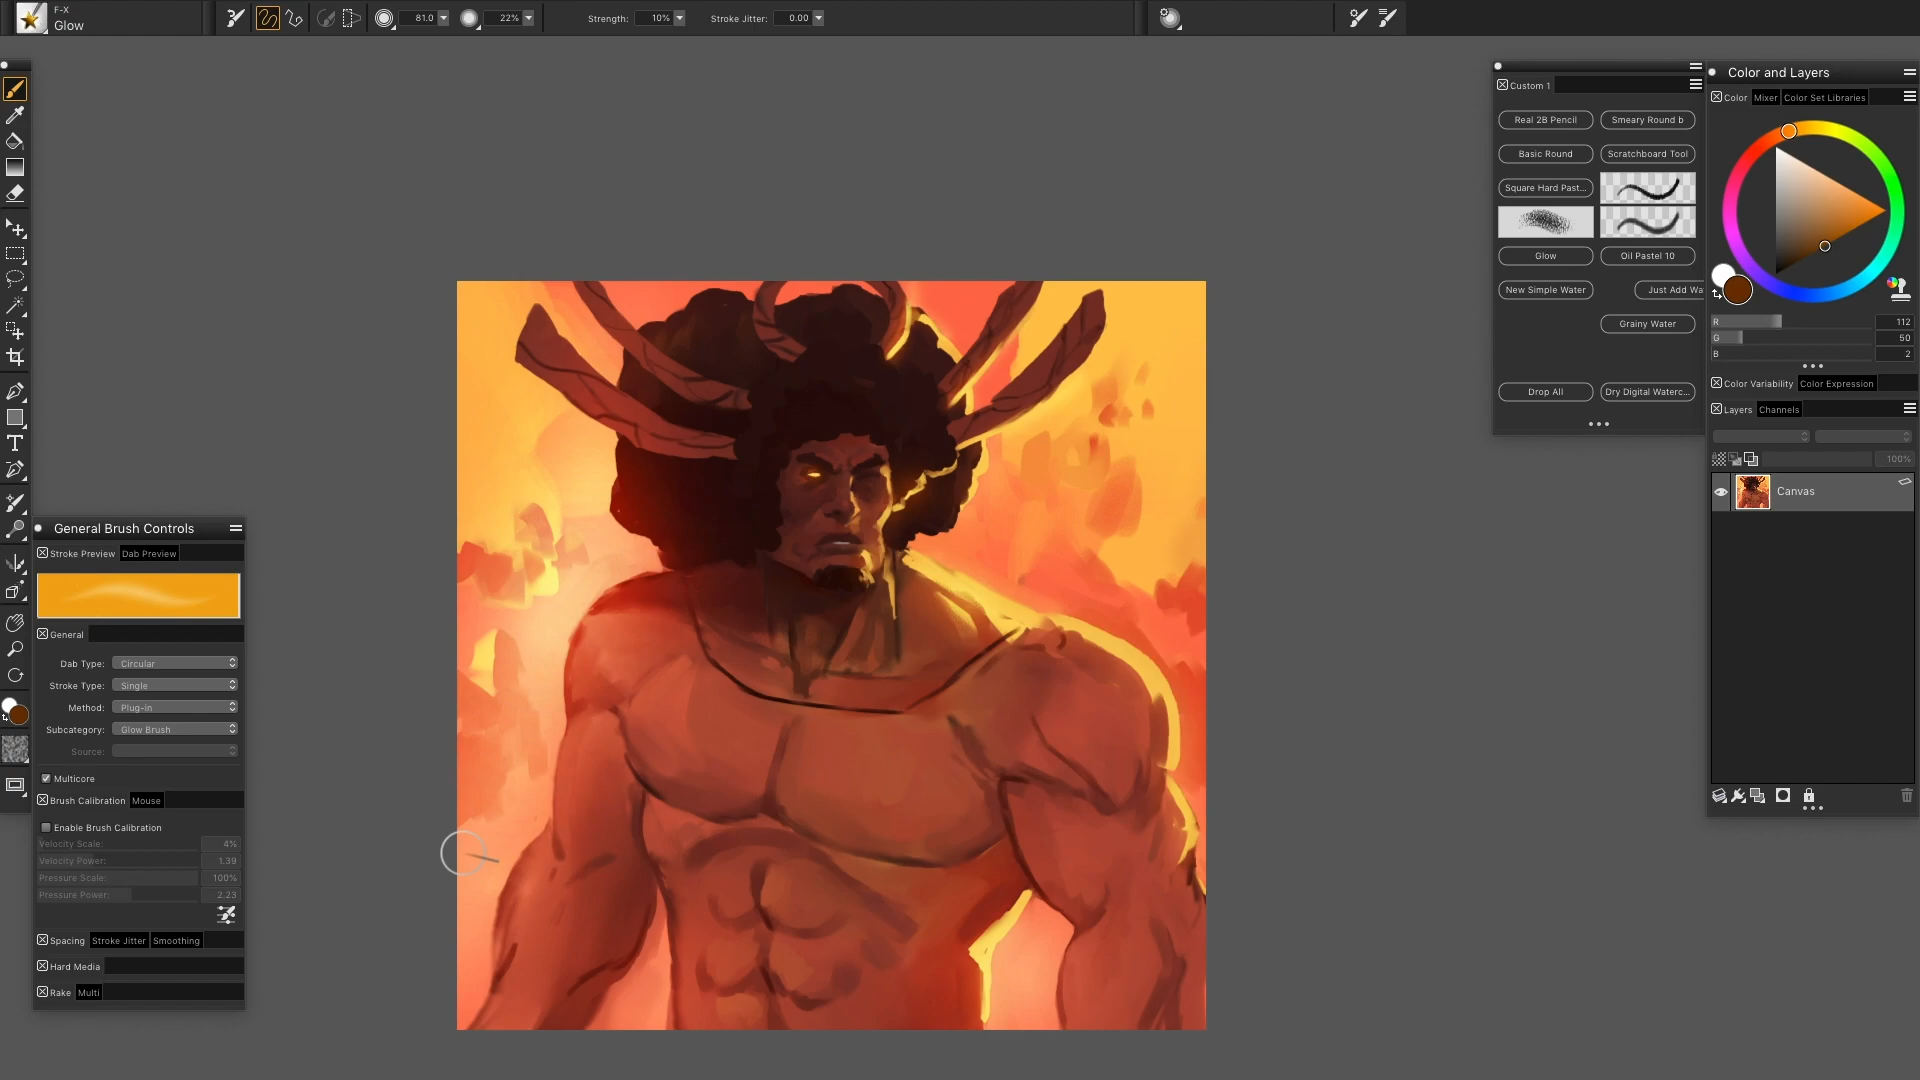 F-X
Glow
81.0
22%
Strength: 10%
Stroke Jitter: 0.00
General Brush Controls
Stroke Preview Dab Preview
General
Dab Type: Circular
Stroke Type: Single
Method: Plug-in
Subcategory: Glow Brush
Source:
Multicore
Brush Calibration Mouse
Enable Brush Calibration
Velocity Scale: 4%
Velocity Power: 1.39
Pressure Scale: 100%
Pressure Power: 2.23
Spacing Stroke Jitter Smoothing
Hard Media
Rake Multi
Custom 1
Real 2B Pencil Smeary Round b
Basic Round Scratchboard Tool
Square Hard Past...
Glow Oil Pastel 10
New Simple Water Just Add Wa
Grainy Water
Drop All Dry Digital Waterc...
Color and Layers
Color Mixer Color Set Libraries
R 112
G 50
B 2
Color Variability Color Expression
Layers Channels
100%
Canvas